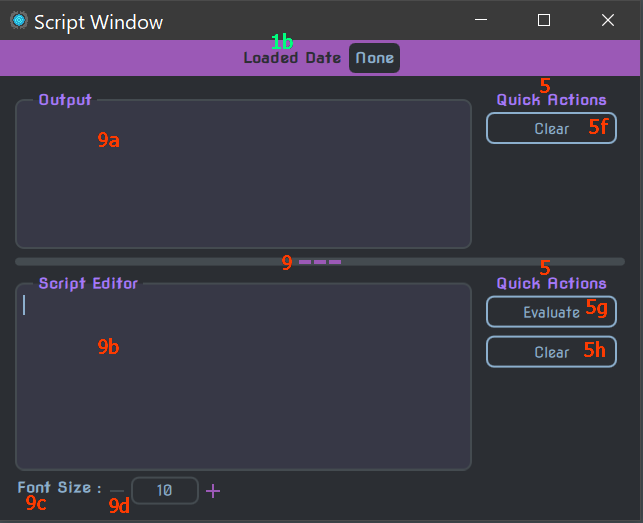 Script Window
1b
Loaded Date None
Output
9a
5
Quick Actions
Clear 5f
9
5
Script Editor
9b
Quick Actions
Evaluate 5g
Clear 5h
Font Size : 10
9c 9d